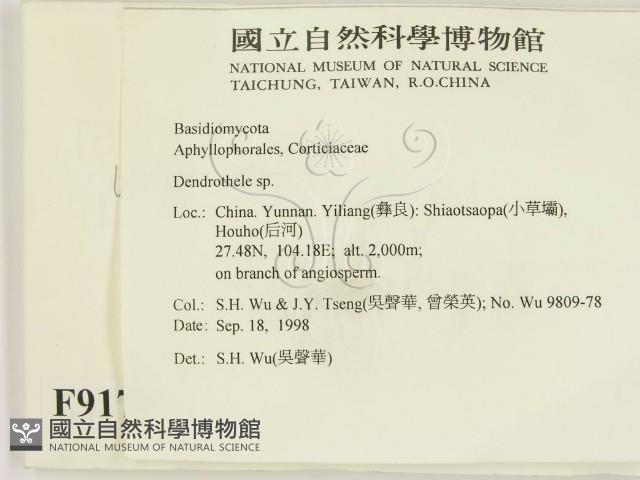 國立自然科學博物館
NATIONAL MUSEUM OF NATURAL SCIENCE
TAICHUNG, TAIWAN, R.O.CHINA
Basidiomycota
Aphyllophorales, Corticiaceae
Dendrothele sp.
Loc.: China. Yunnan. Yiliang(彝良): Shiaotsaopa(小草壩),
Houho(后河)
27.48N, 104.18E; alt. 2,000m;
on branch of angiosperm.
Col.: S.H. Wu & J.Y. Tseng(吳聲華, 曾榮英); No. Wu 9809-78
Date: Sep. 18, 1998
Det.: S.H. Wu(吳聲華)
F917
國立自然科學博物館
NATIONAL MUSEUM OF NATURAL SCIENCE